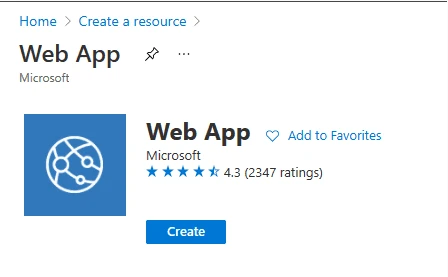 Home > Create a resource >
Web App ...
Microsoft
Web App Add to Favorites
Microsoft
4.3 (2347 ratings)
Create